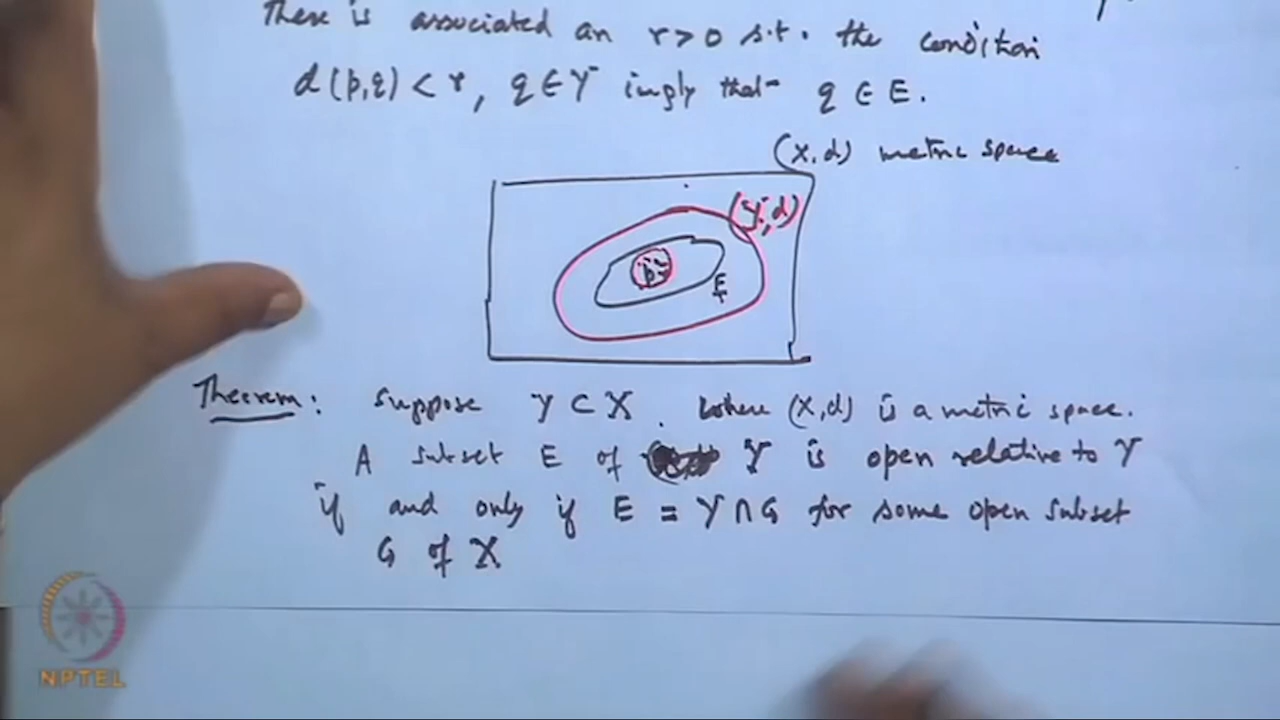 There is associated an r > 0 s.t. the condition
d(p,q) < r, q ∈ Y imply that q ∈ E.
(X,d) metric space
(Y,d)
p
E
Theorem: Suppose Y ⊂ X. Where (X,d) is a metric space.
A subset E of Y is open relative to Y
if and only if E = Y ∩ G for some open subset
G of X
NPTEL